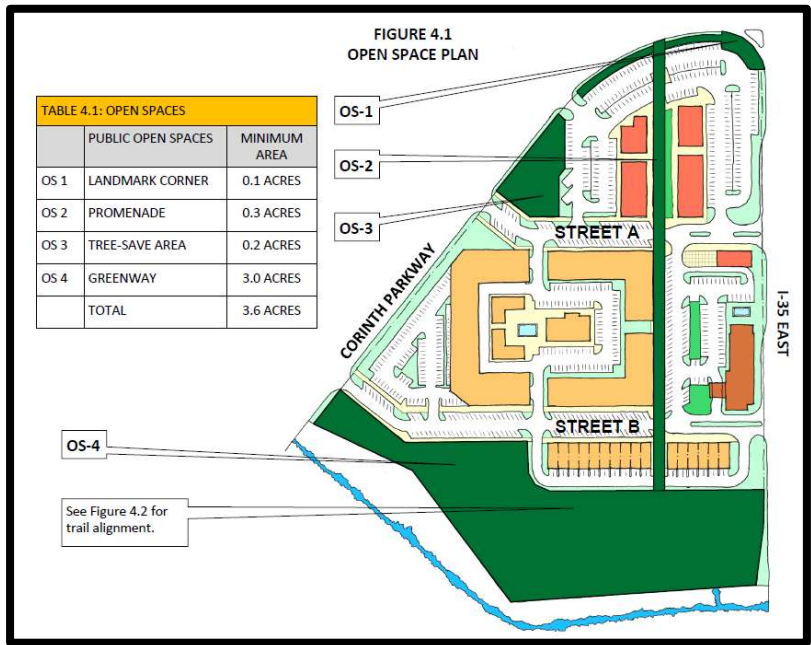 FIGURE 4.1
OPEN SPACE PLAN
TABLE 4.1: OPEN SPACES
PUBLIC OPEN SPACES MINIMUM AREA
OS 1 LANDMARK CORNER 0.1 ACRES
OS 2 PROMENADE 0.3 ACRES
OS 3 TREE-SAVE AREA 0.2 ACRES
OS 4 GREENWAY 3.0 ACRES
TOTAL 3.6 ACRES
OS-1
OS-2
OS-3
STREET A
CORINTH PARKWAY
I-35 EAST
STREET B
OS-4
See Figure 4.2 for
trail alignment.